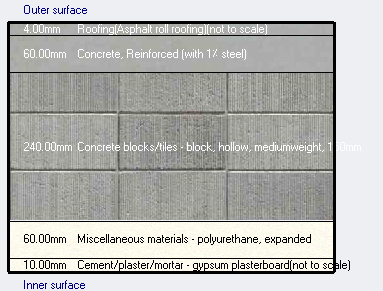 Outer surface
4.00mm Roofing(Asphalt roll roofing)(not to scale)
60.00mm Concrete, Reinforced (with 1% steel)
240.00mm Concrete blocks/tiles - block, hollow, mediumweight, 150mm
60.00mm Miscellaneous materials - polyurethane, expanded
10.00mm Cement/plaster/mortar - gypsum plasterboard(not to scale)
Inner surface